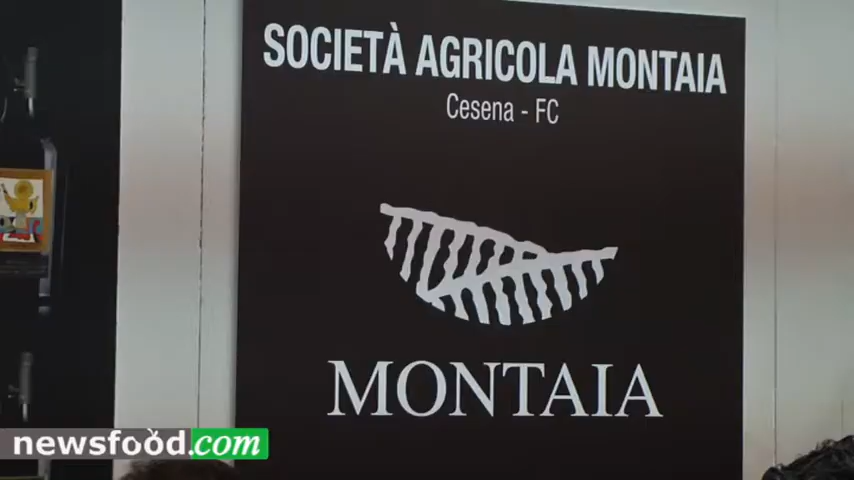 SOCIETÀ AGRICOLA MONTAIA
Cesena - FC
MONTAIA
newsfood.com